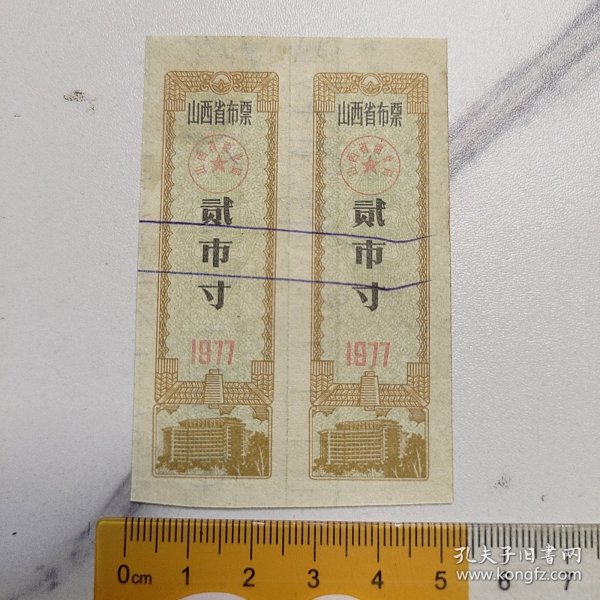 山西省布票
贰
市
寸
1977
山西省布票
贰
市
寸
1977
0cm 1 2 3 4 5 6 7
孔夫子旧书网
www.kongfz.com